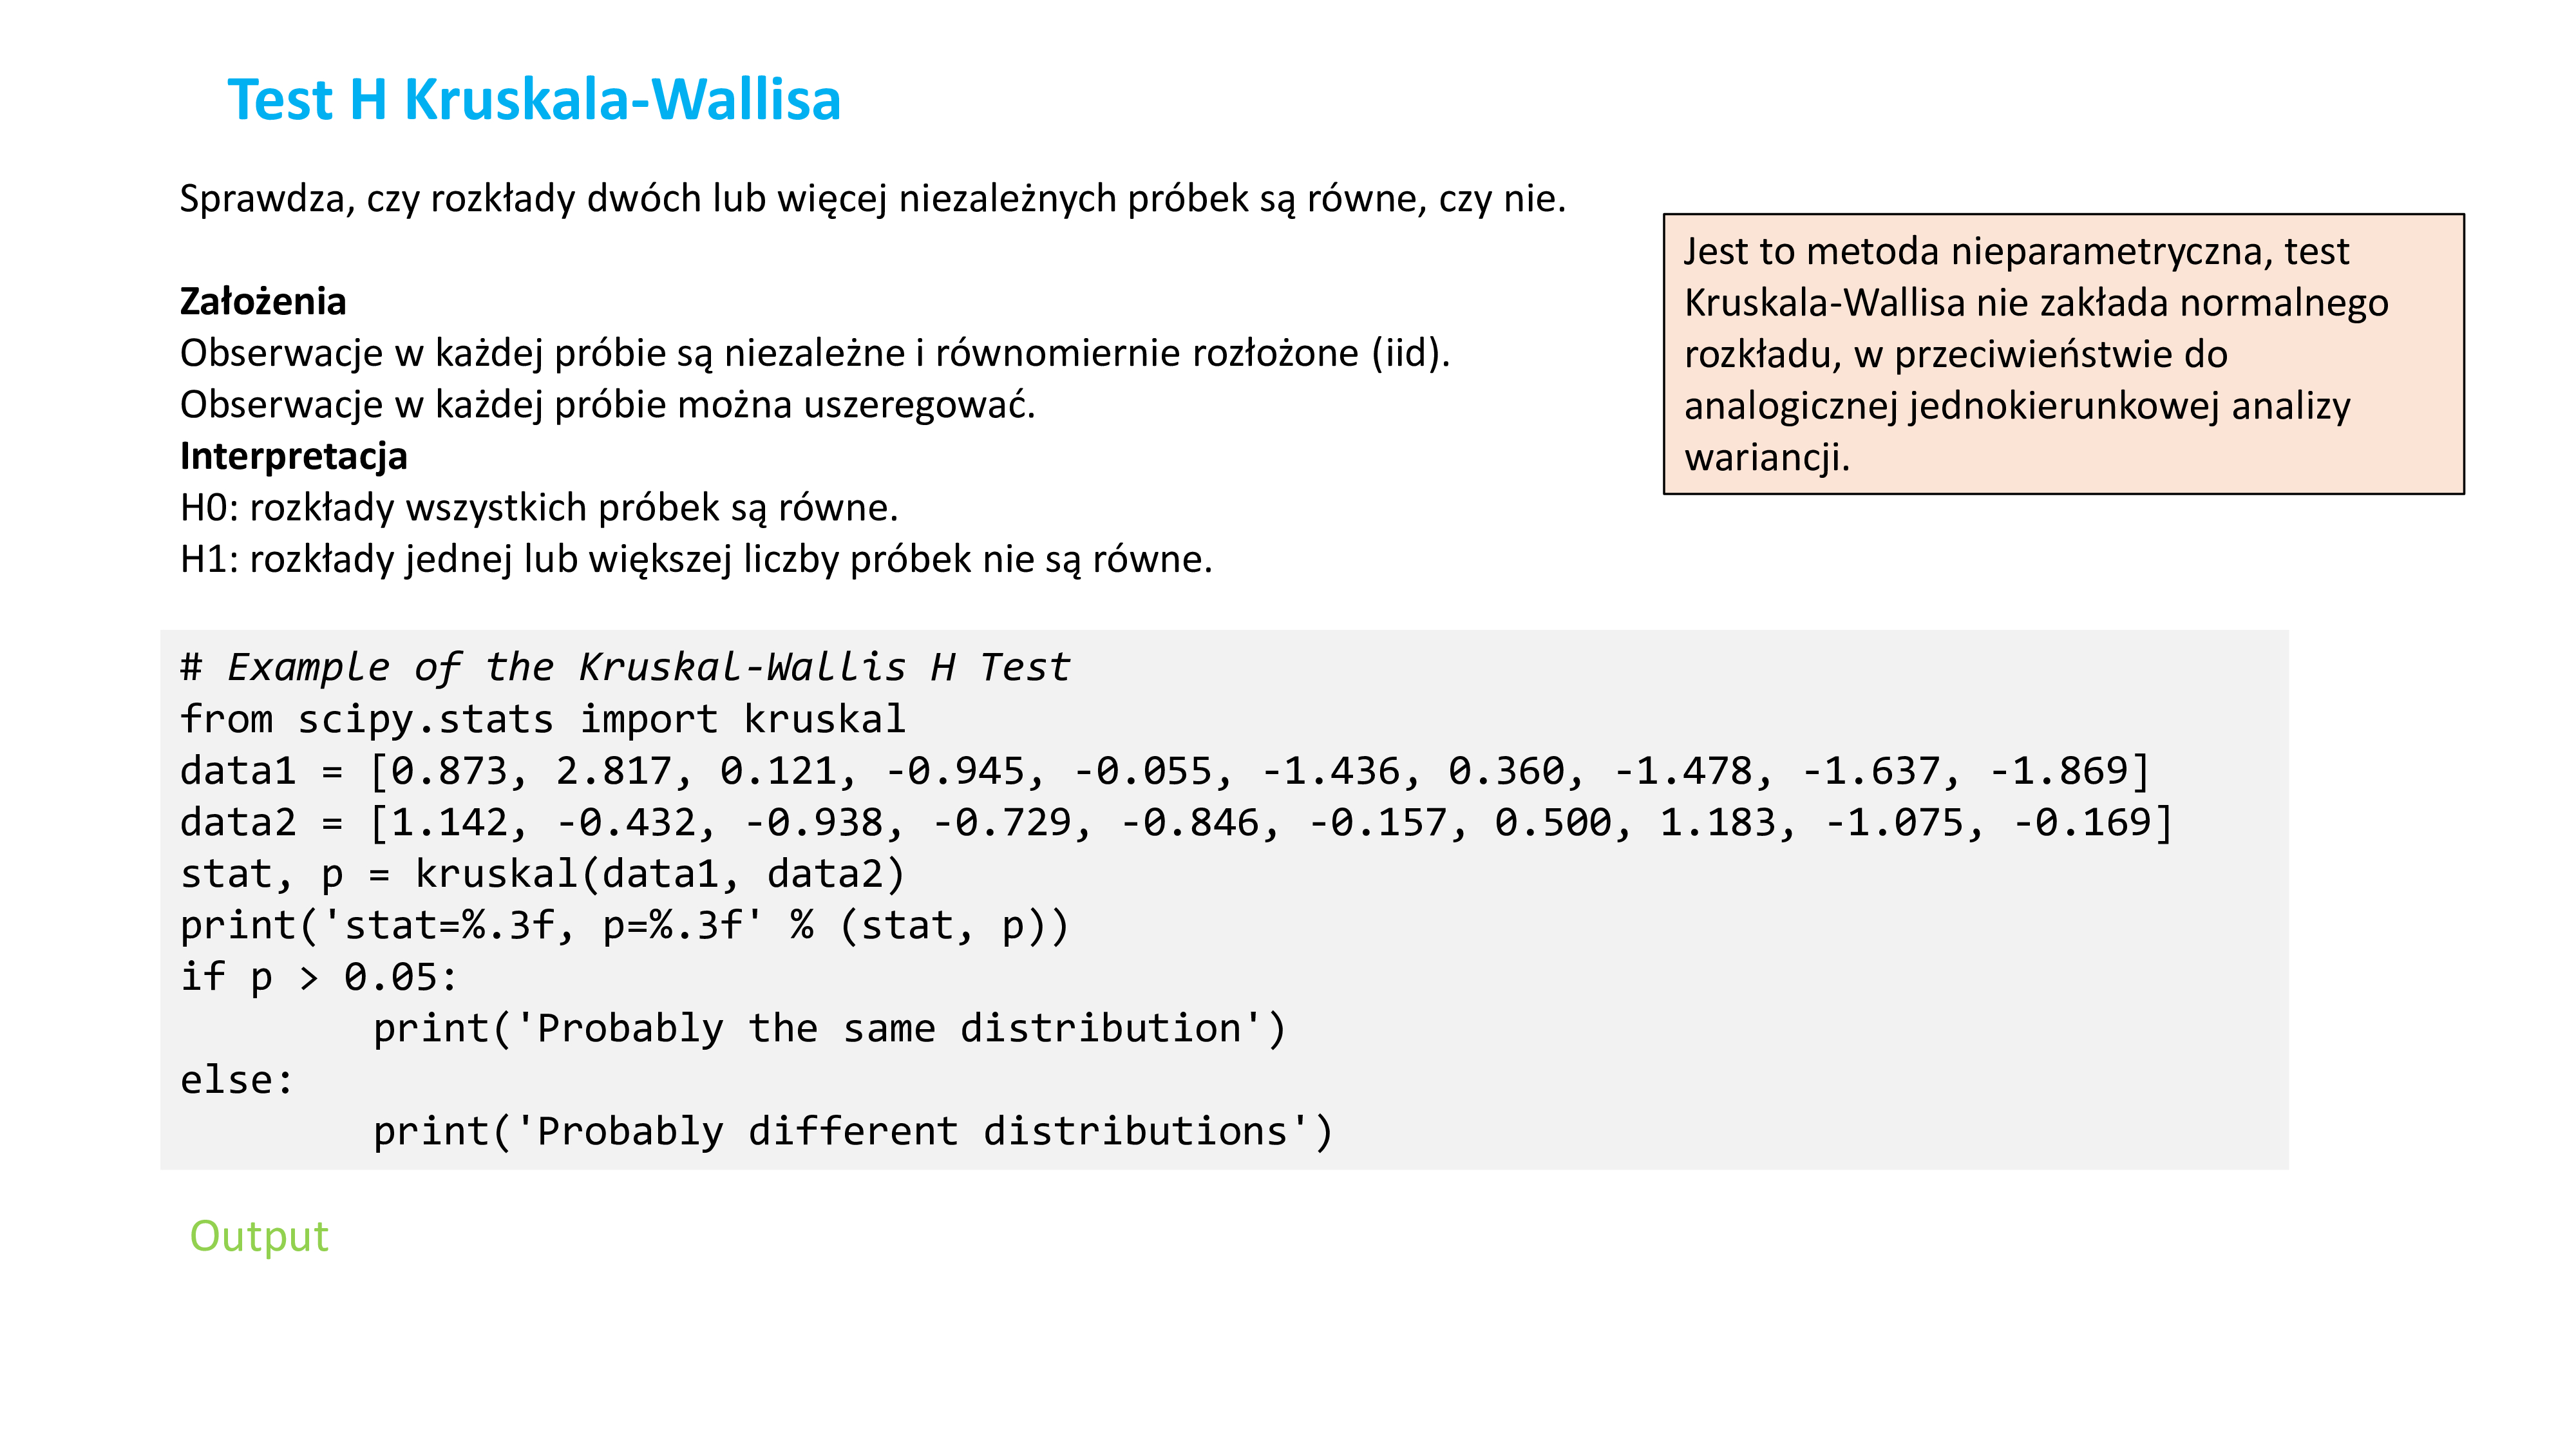 Test H Kruskala-Wallisa
Sprawdza, czy rozkłady dwóch lub więcej niezależnych próbek są równe, czy nie.
Założenia
Obserwacje w każdej próbie są niezależne i równomiernie rozłożone (iid).
Obserwacje w każdej próbie można uszeregować.
Interpretacja
H0: rozkłady wszystkich próbek są równe.
H1: rozkłady jednej lub większej liczby próbek nie są równe.
Jest to metoda nieparametryczna, test
Kruskala-Wallisa nie zakłada normalnego
rozkładu, w przeciwieństwie do
analogicznej jednokierunkowej analizy
wariancji.
# Example of the Kruskal-Wallis H Test
from scipy.stats import kruskal
data1 = [0.873, 2.817, 0.121, -0.945, -0.055, -1.436, 0.360, -1.478, -1.637, -1.869]
data2 = [1.142, -0.432, -0.938, -0.729, -0.846, -0.157, 0.500, 1.183, -1.075, -0.169]
stat, p = kruskal(data1, data2)
print('stat=%.3f, p=%.3f' % (stat, p))
if p > 0.05:
print('Probably the same distribution')
else:
print('Probably different distributions')
Output